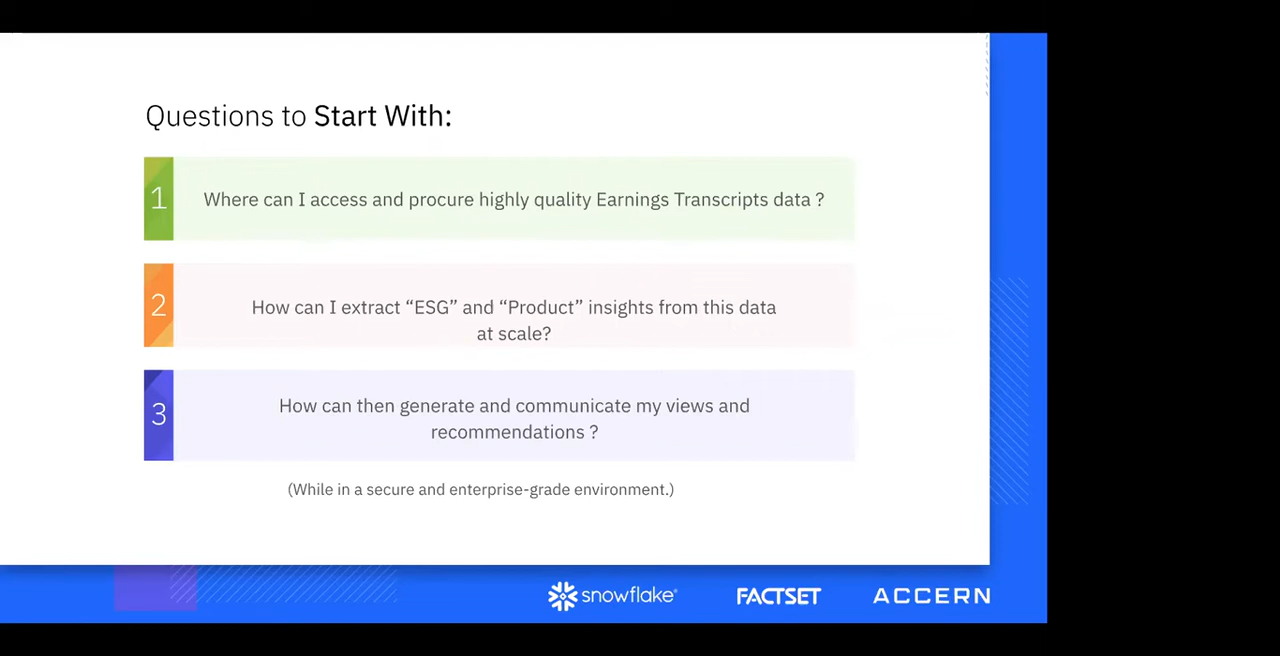 Questions to Start With:
1
Where can I access and procure highly quality Earnings Transcripts data ?
2
How can I extract “ESG” and “Product” insights from this data
at scale?
3
How can then generate and communicate my views and
recommendations ?
(While in a secure and enterprise-grade environment.)
snowflake®
FACTSET
ACCERN